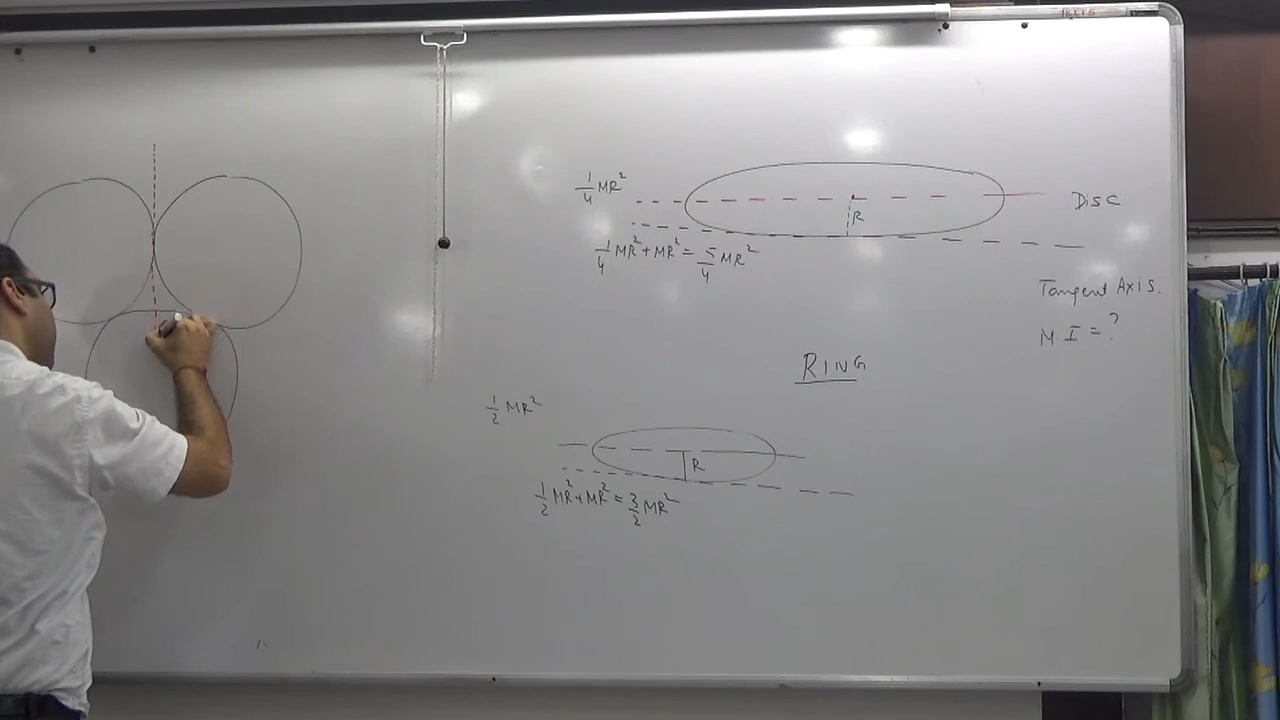 1/4 MR²
R
Disc
1/4 MR² + MR² = 5/4 MR²
Tangent Axis.
M I = ?
RING
1/2 MR²
R
1/2 MR² + MR² = 3/2 MR²